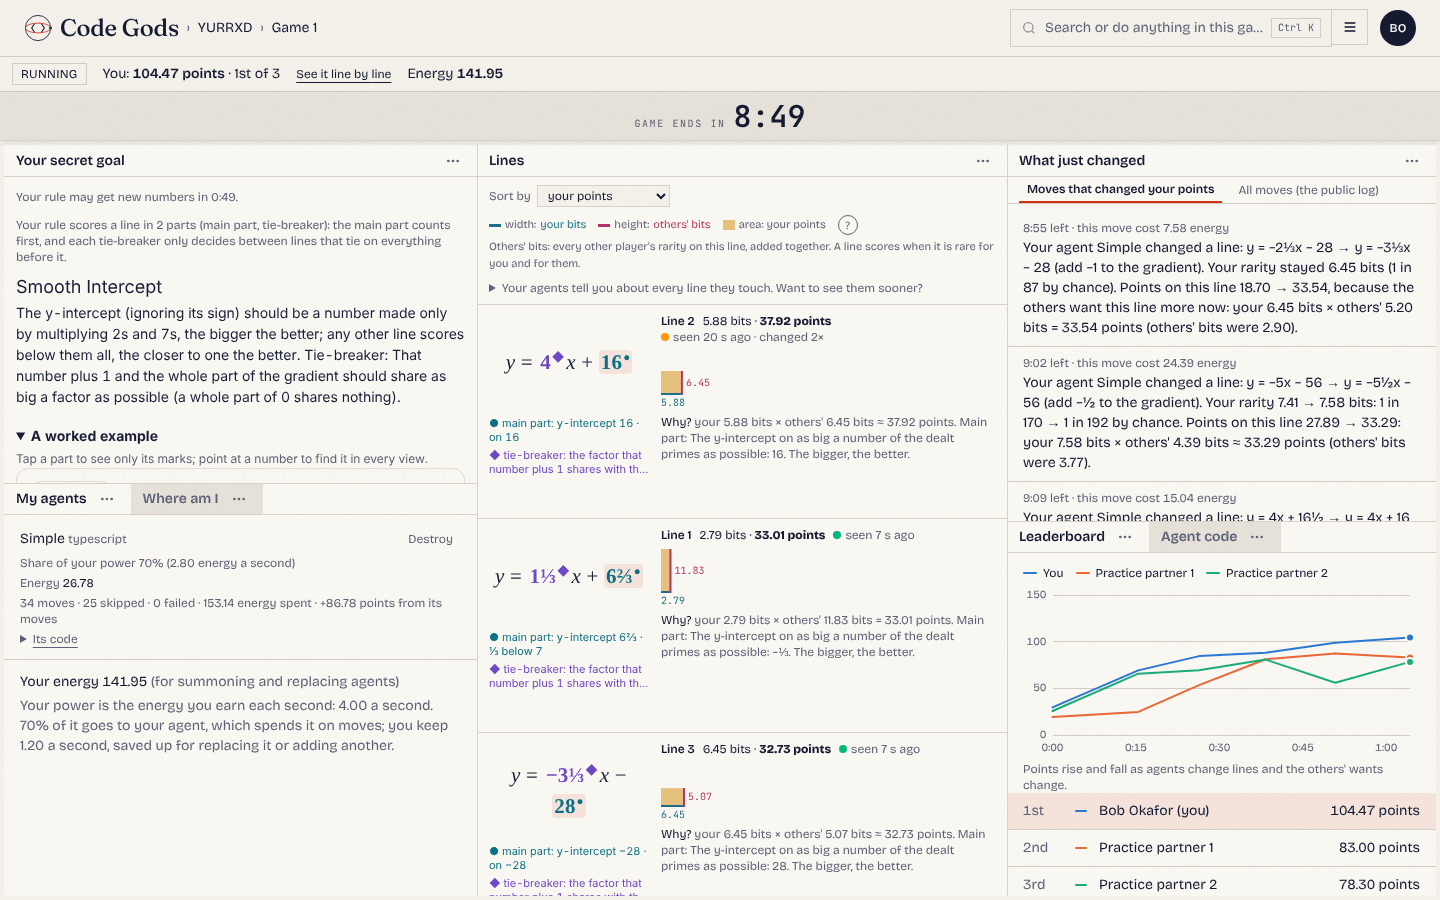 Code Gods › YURRXD › Game 1
Search or do anything in this ga... Ctrl K
BO
RUNNING You: 104.47 points · 1st of 3 See it line by line Energy 141.95
GAME ENDS IN 8:49
Your secret goal
Your rule may get new numbers in 0:49.
Your rule scores a line in 2 parts (main part, tie-breaker): the main part counts
first, and each tie-breaker only decides between lines that tie on everything
before it.
Smooth Intercept
The y-intercept (ignoring its sign) should be a number made only
by multiplying 2s and 7s, the bigger the better; any other line scores
below them all, the closer to one the better. Tie-breaker: That
number plus 1 and the whole part of the gradient should share as
big a factor as possible (a whole part of 0 shares nothing).
▼ A worked example
Tap a part to see only its marks; point at a number to find it in every view.
My agents ··· Where am I ···
Simple typescript Destroy
Share of your power 70% (2.80 energy a second)
Energy 26.78
34 moves · 25 skipped · 0 failed · 153.14 energy spent · +86.78 points from its
moves
▶ Its code
Your energy 141.95 (for summoning and replacing agents)
Your power is the energy you earn each second: 4.00 a second.
70% of it goes to your agent, which spends it on moves; you keep
1.20 a second, saved up for replacing it or adding another.
Lines
Sort by your points
width: your bits height: others' bits area: your points ?
Others' bits: every other player's rarity on this line, added together. A line scores when it is rare for
you and for them.
▶ Your agents tell you about every line they touch. Want to see them sooner?
Line 2 5.88 bits · 37.92 points
seen 20 s ago · changed 2×
y = 4◆x + 16●
6.45
5.88
● main part: y-intercept 16 ·
on 16
◆ tie-breaker: the factor that
number plus 1 shares with th...
Why? your 5.88 bits × others' 6.45 bits ≈ 37.92 points. Main
part: The y-intercept on as big a number of the dealt
primes as possible: 16. The bigger, the better.
Line 1 2.79 bits · 33.01 points seen 7 s ago
y = 1⅓◆x + 6⅔●
11.83
2.79
● main part: y-intercept 6⅔ ·
⅓ below 7
◆ tie-breaker: the factor that
number plus 1 shares with th...
Why? your 2.79 bits × others' 11.83 bits = 33.01 points. Main
part: The y-intercept on as big a number of the dealt
primes as possible: −⅓. The bigger, the better.
Line 3 6.45 bits · 32.73 points seen 7 s ago
y = −3⅓◆x −
28●
5.07
6.45
● main part: y-intercept −28 ·
on −28
◆ tie-breaker: the factor that
Why? your 6.45 bits × others' 5.07 bits ≈ 32.73 points. Main
part: The y-intercept on as big a number of the dealt
primes as possible: 28. The bigger, the better.
What just changed
Moves that changed your points All moves (the public log)
8:55 left · this move cost 7.58 energy
Your agent Simple changed a line: y = −2⅓x − 28 → y = −3⅓x
− 28 (add −1 to the gradient). Your rarity stayed 6.45 bits (1 in
87 by chance). Points on this line 18.70 → 33.54, because the
others want this line more now: your 6.45 bits × others' 5.20
bits = 33.54 points (others' bits were 2.90).
9:02 left · this move cost 24.39 energy
Your agent Simple changed a line: y = −5x − 56 → y = −5½x −
56 (add −½ to the gradient). Your rarity 7.41 → 7.58 bits: 1 in
170 → 1 in 192 by chance. Points on this line 27.89 → 33.29:
your 7.58 bits × others' 4.39 bits ≈ 33.29 points (others' bits
were 3.77).
9:09 left · this move cost 15.04 energy
Your agent Simple changed a line: y = 4x + 16½ → y = 4x + 16
Leaderboard ··· Agent code ···
You Practice partner 1 Practice partner 2
150
100
50
0
0:00 0:15 0:30 0:45 1:00
Points rise and fall as agents change lines and the others' wants
change.
1st Bob Okafor (you) 104.47 points
2nd Practice partner 1 83.00 points
3rd Practice partner 2 78.30 points